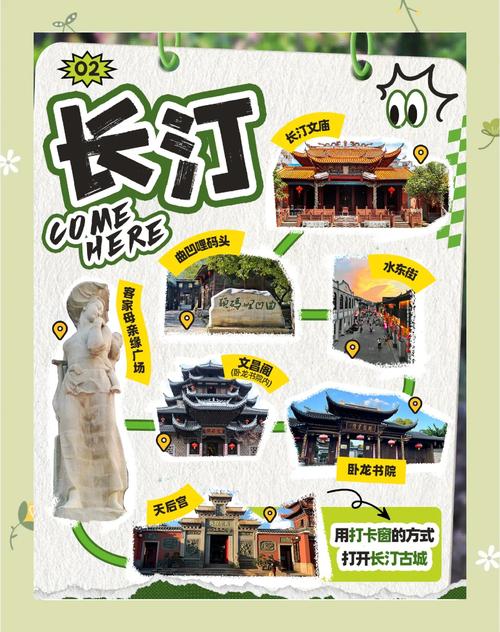 02
长汀
COME
HERE
长汀文庙
曲凹哩码头
水东街
客家母亲缘广场
文昌阁
(卧龙书院内)
卧龙书院
天后宫
用打卡窗的方式
打开长汀古城